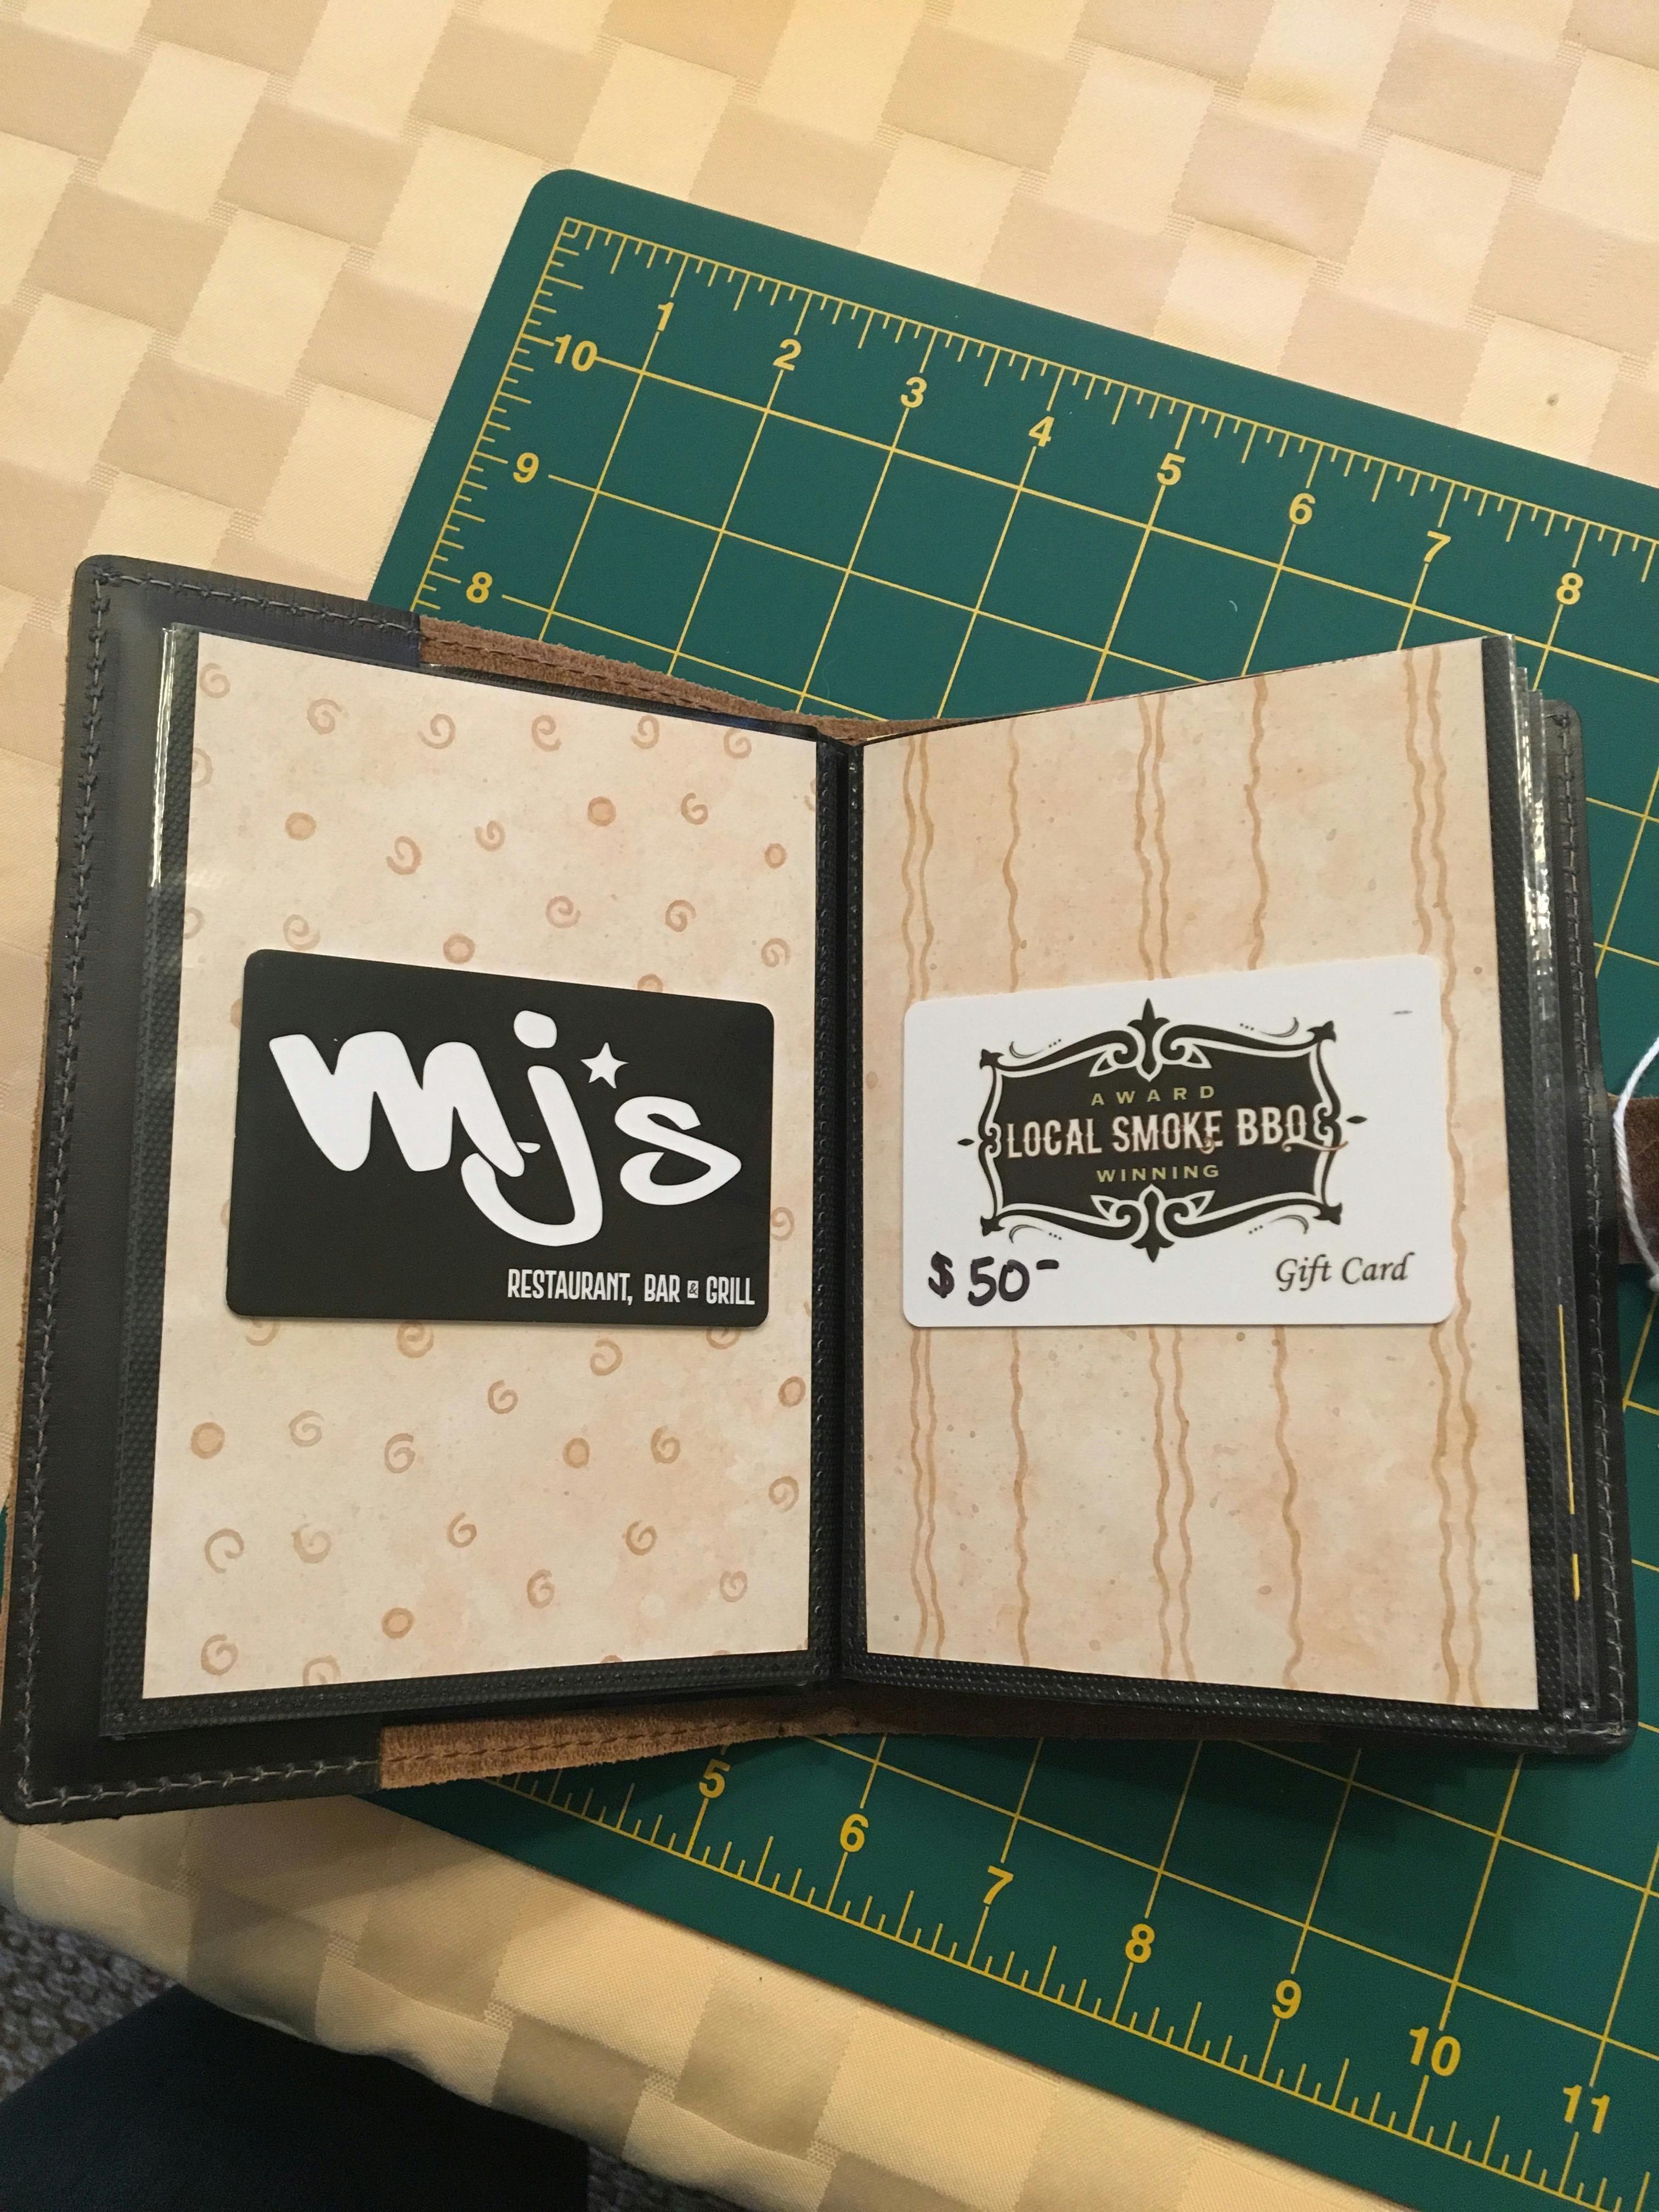 1 2 3 4 5 6 7 8
10
9
8
mj's
RESTAURANT, BAR & GRILL
AWARD
LOCAL SMOKE BBQ
WINNING
$50-
Gift Card
5 6 7 8 9 10 11